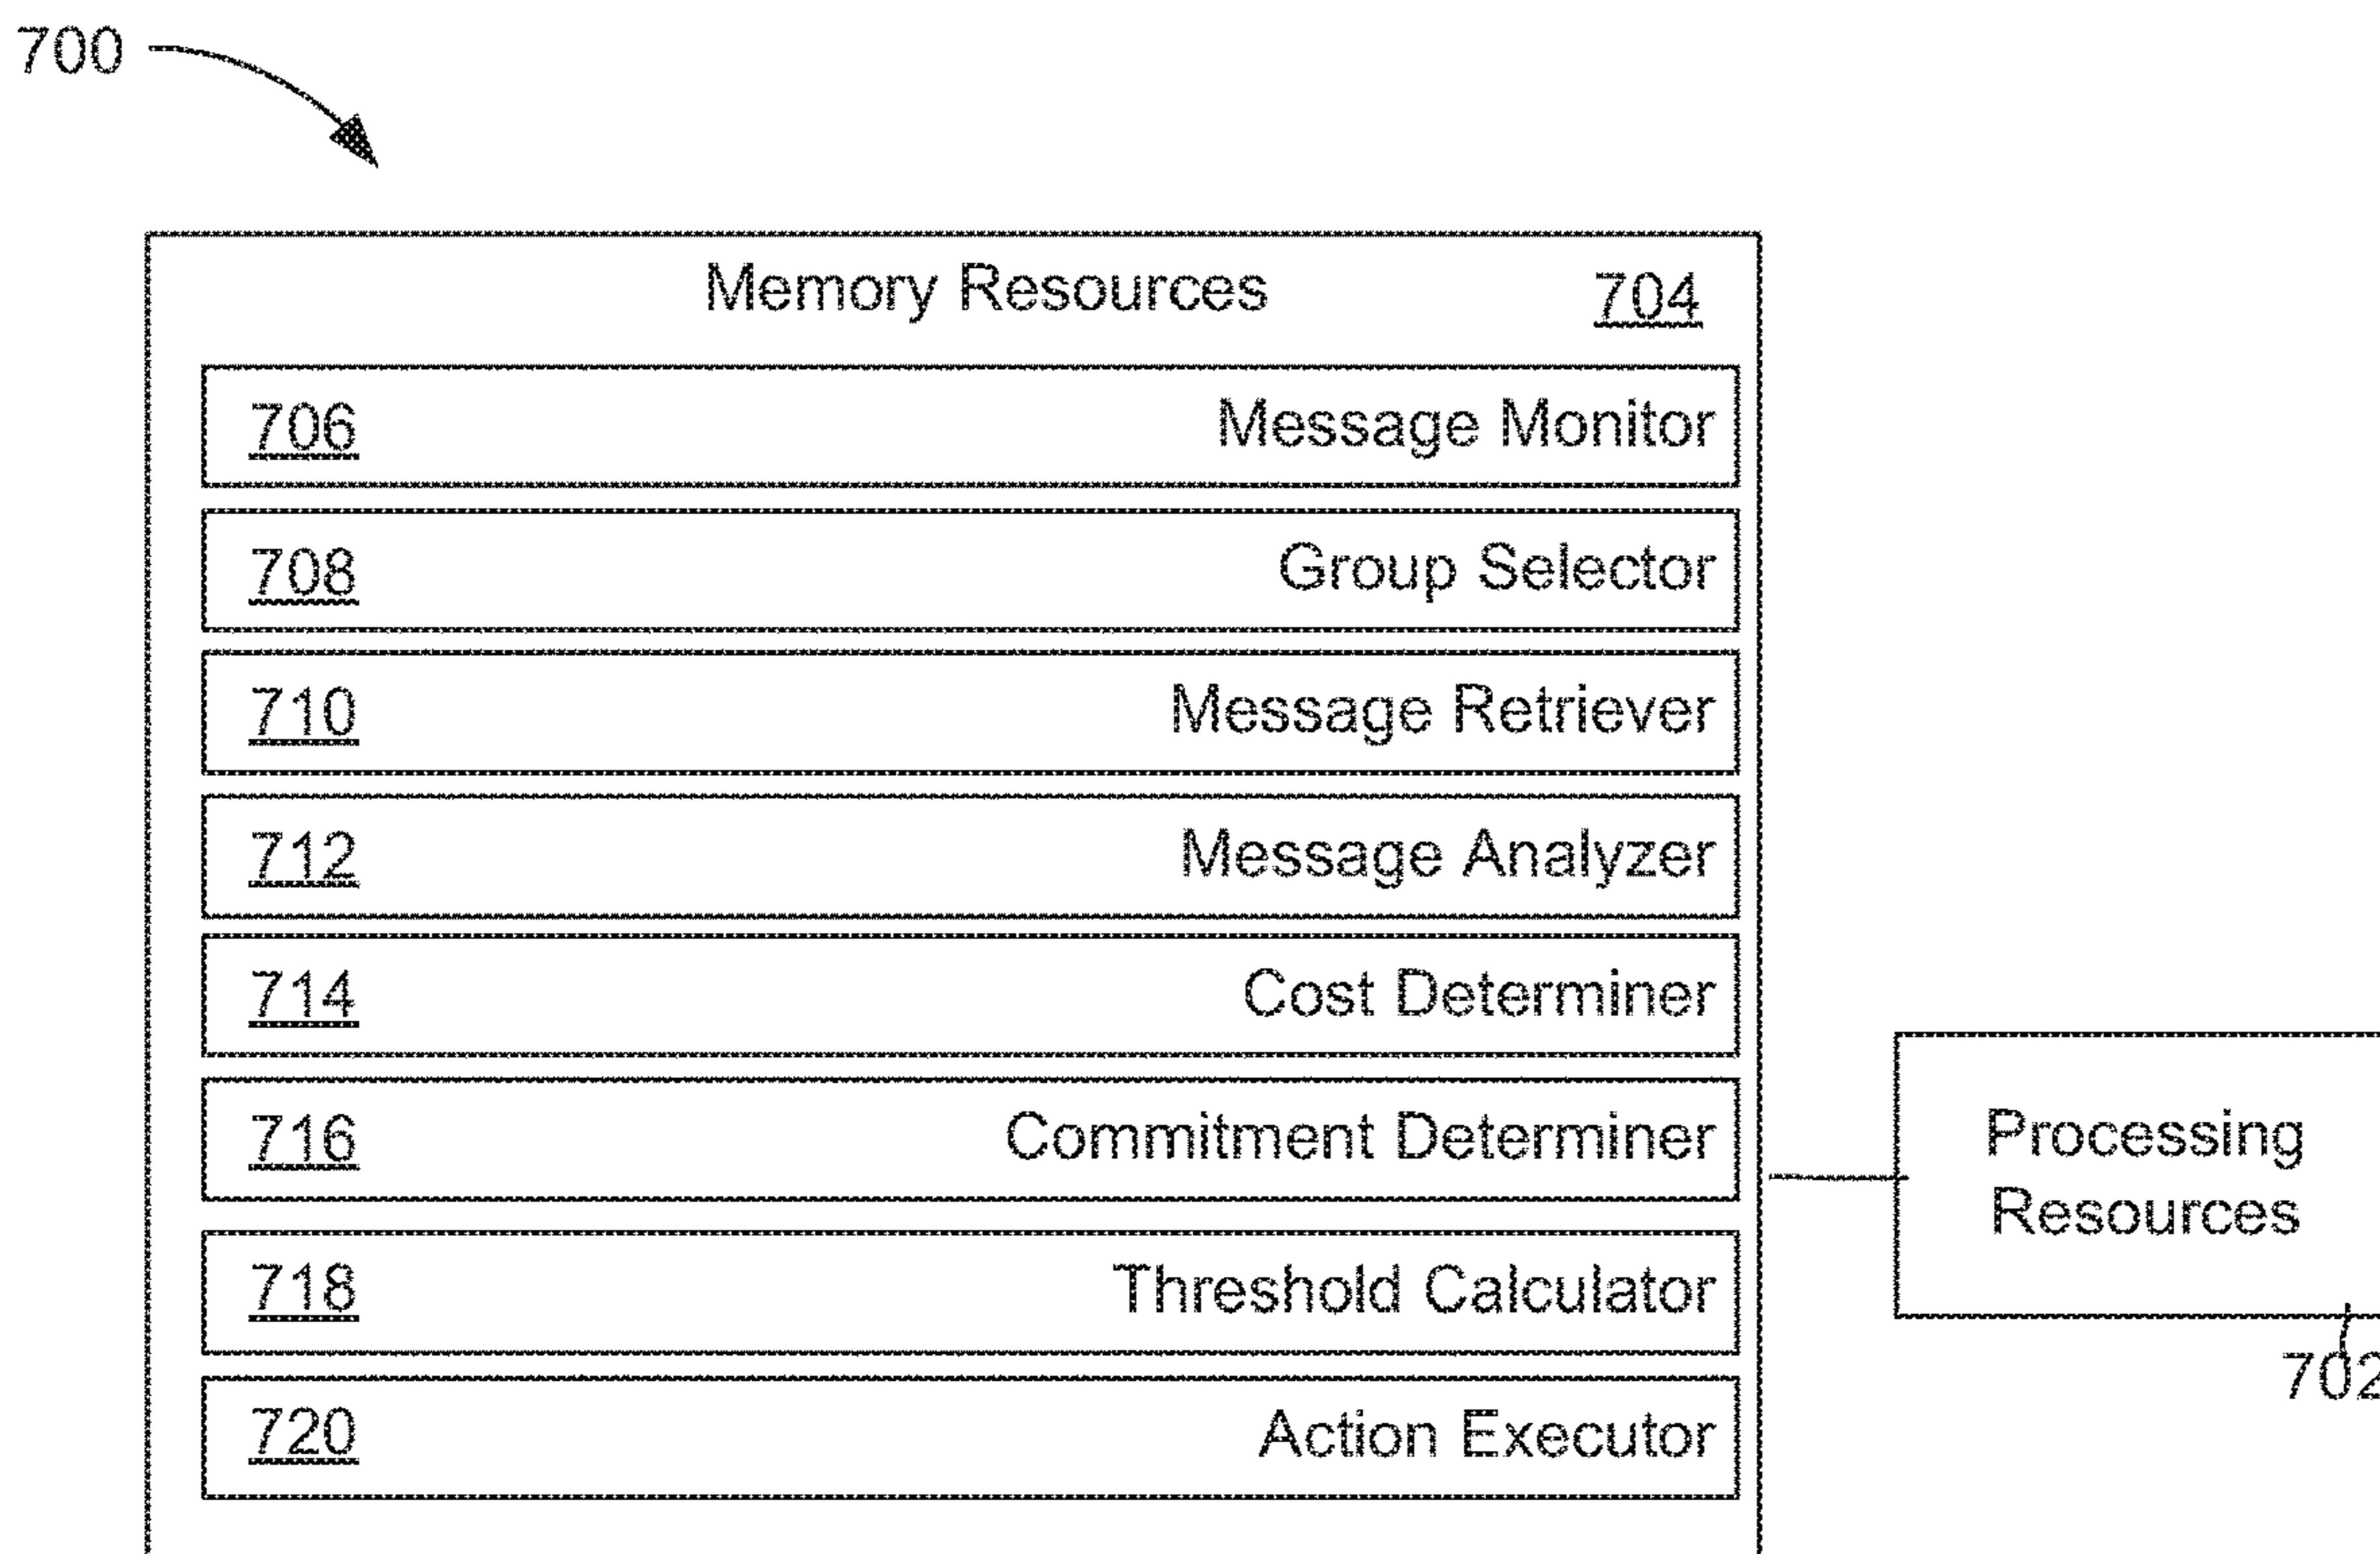 700
Memory Resources 704
706 Message Monitor
708 Group Selector
710 Message Retriever
712 Message Analyzer
714 Cost Determiner
716 Commitment Determiner
718 Threshold Calculator
720 Action Executor
Processing
Resources
702